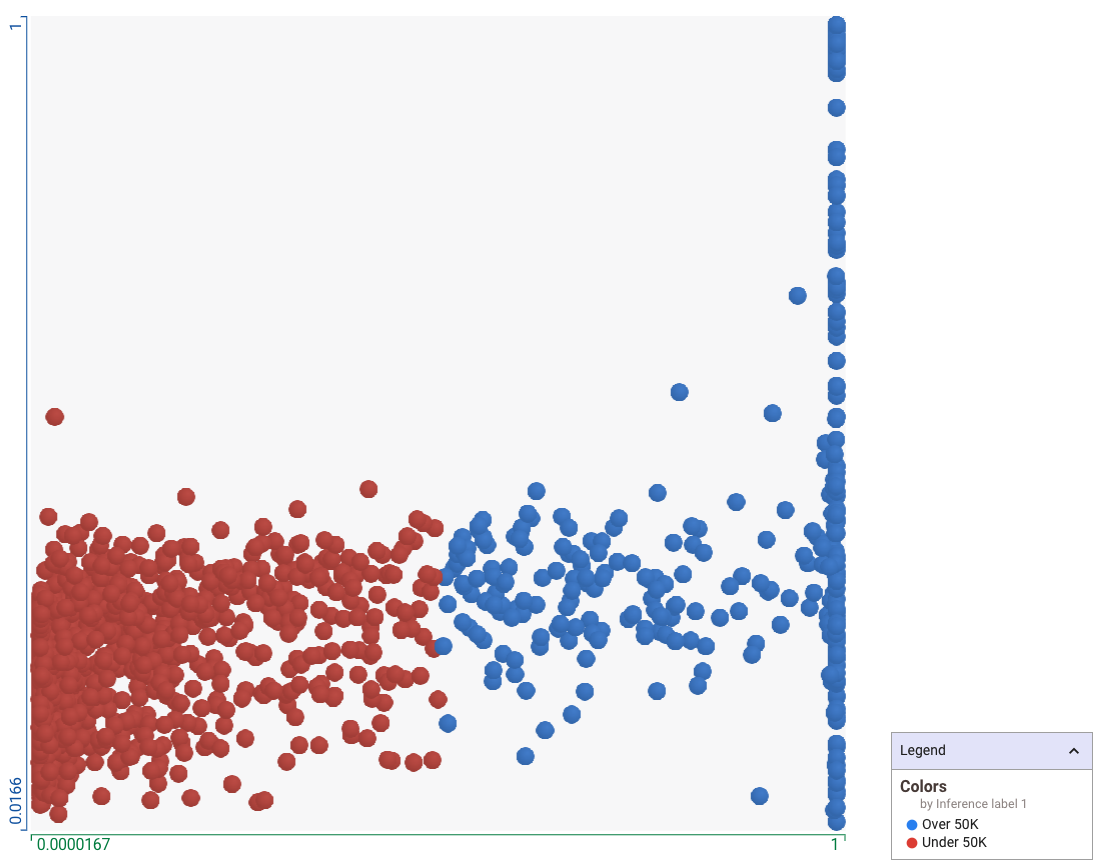 1
0.0166
0.0000167
1
Legend
Colors
by Inference label 1
Over 50K
Under 50K